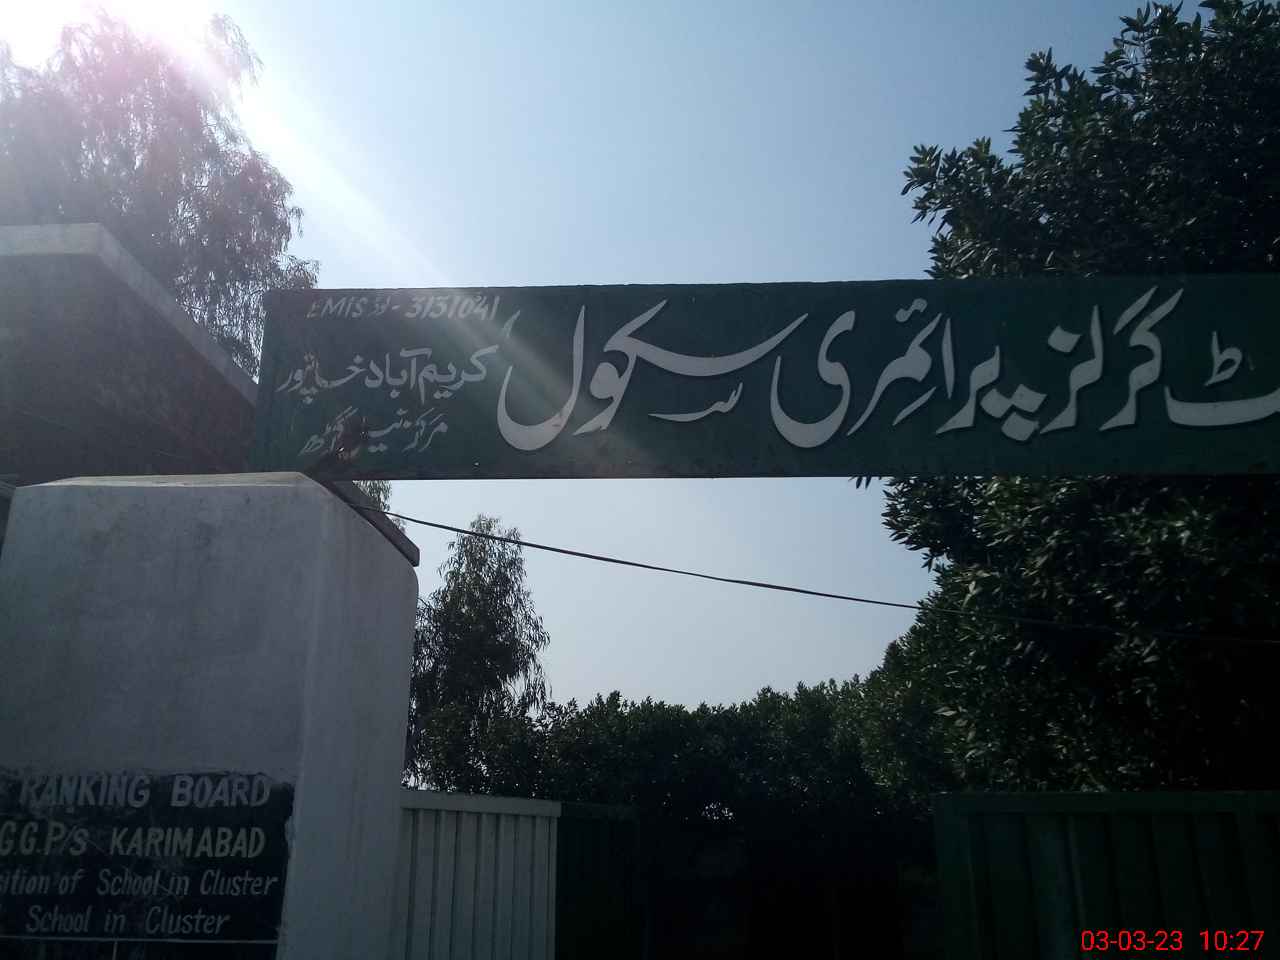 ٹ گرلز پرائمری سکول
EMIS کوڈ - 3131041
کریم آباد خانپور
مرکز
RANKING BOARD
G.G.P/S KARIMABAD
sition of School in Cluster
School in Cluster
03-03-23 10:27